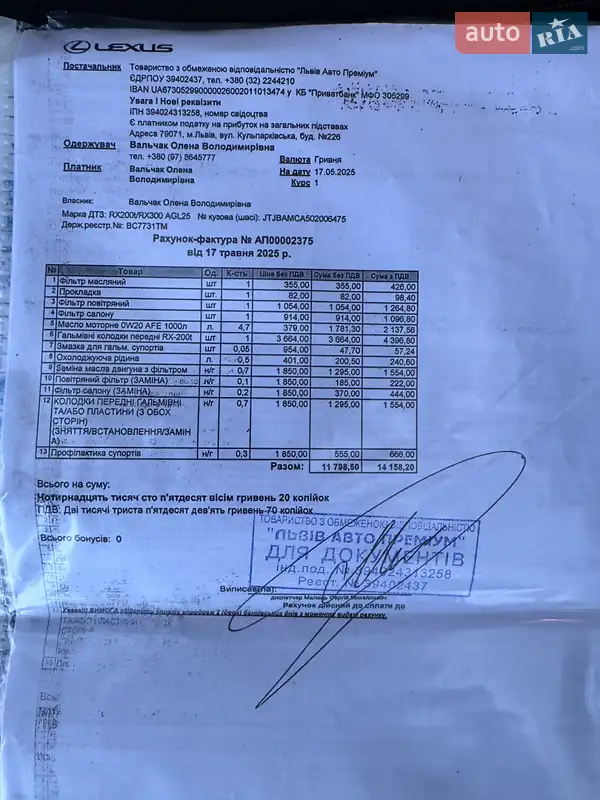 auto RIA .com
LEXUS
Постачальник Товариство з обмеженою відповідальністю "Львів Авто Преміум"
ЄДРПОУ 39402437, тел. +380 (32) 2244210
IBAN UA673052990000026002011013474 у КБ "Приватбанк" МФО 305299
Увага ! Нові реквізити
ІПН 394024313258, номер свідоцтва
Є платником податку на прибуток на загальних підставах
Адреса 79071, м.Львів, вул. Кульпарківська, буд. №226
Одержувач Вальчак Олена Володимирівна
тел. +380 (97) 8645777 Валюта Гривня
Платник Вальчак Олена На дату 17.05.2025
Володимирівна Курс 1
Власник: Вальчак Олена Володимирівна
Марка ДТЗ: RX200t/RX300 AGL25 № кузова (шасі): JTJBAMCA502006475
Держ.реєстр.№: BC7731TM
Рахунок-фактура № АП00002375
від 17 травня 2025 р.
№ Товар Од. К-сть Ціна без ПДВ Сума без ПДВ Сума з ПДВ
1 Фільтр масляний шт 1 355,00 355,00 426,00
2 Прокладка шт 1 82,00 82,00 98,40
3 Фільтр повітряний шт 1 1 054,00 1 054,00 1 264,80
4 Фільтр салону шт 1 914,00 914,00 1 096,80
5 Масло моторне 0W20 AFE 1000л л. 4,7 379,00 1 781,30 2 137,56
6 Гальмівні колодки передні RX-200t шт 1 3 664,00 3 664,00 4 396,80
7 Змазка для гальм. супортів шт 0,05 954,00 47,70 57,24
8 Охолоджуюча рідина л. 0,5 401,00 200,50 240,60
9 Заміна масла двигуна з фільтром н/г 0,7 1 850,00 1 295,00 1 554,00
10 Повітряний фільтр (ЗАМІНА) н/г 0,1 1 850,00 185,00 222,00
11 Фільтр салону (ЗАМІНА) н/г 0,2 1 850,00 370,00 444,00
12 КОЛОДКИ ПЕРЕДНІ ГАЛЬМІВНІ н/г 0,7 1 850,00 1 295,00 1 554,00
ТА/АБО ПЛАСТИНИ (З ОБОХ
СТОРІН)
(ЗНЯТТЯ/ВСТАНОВЛЕННЯ/ЗАМІН
А)
13 Профілактика супортів н/г 0,3 1 850,00 555,00 666,00
Разом: 11 798,50 14 158,20
Всього на суму:
Чотирнадцять тисяч сто п'ятдесят вісім гривень 20 копійок
ПДВ: Дві тисячі триста п'ятдесят дев'ять гривень 70 копійок
Всього бонусів: 0
ТОВАРИСТВО З ОБМЕЖЕНОЮ ВІДПОВІДАЛЬНІСТЮ
"ЛЬВІВ АВТО ПРЕМІУМ"
ДЛЯ ДОКУМЕНТІВ
інд.под. № 394024313258
Реєст. № 39402437
Виписав(ла):
диспетчер
Рахунок дійсний до сплати до
ТА/АБО ПЛАСТИНИ
СТОРІН